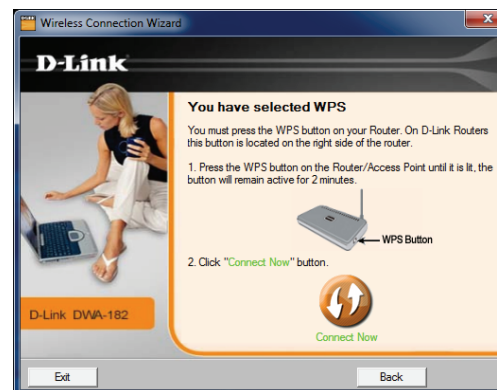 Wireless Connection Wizard
D-Link
You have selected WPS
You must press the WPS button on your Router. On D-Link Routers
this button is located on the right side of the router.
1. Press the WPS button on the Router/Access Point until it is lit, the
button will remain active for 2 minutes.
WPS Button
2. Click "Connect Now" button.
Connect Now
D-Link DWA-182
Exit
Back